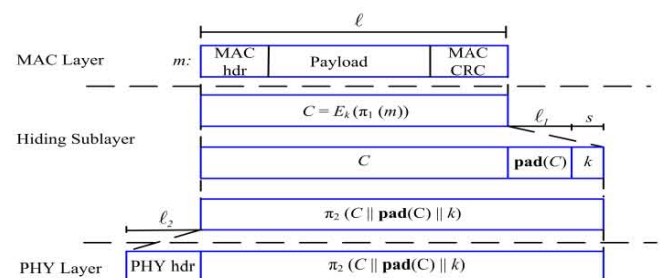 ℓ
MAC Layer m: MAC hdr Payload MAC CRC
C = E_k (π_1 (m))
ℓ_1 s
Hiding Sublayer
C pad(C) k
ℓ_2 π_2 (C || pad(C) || k)
PHY Layer PHY hdr π_2 (C || pad(C) || k)